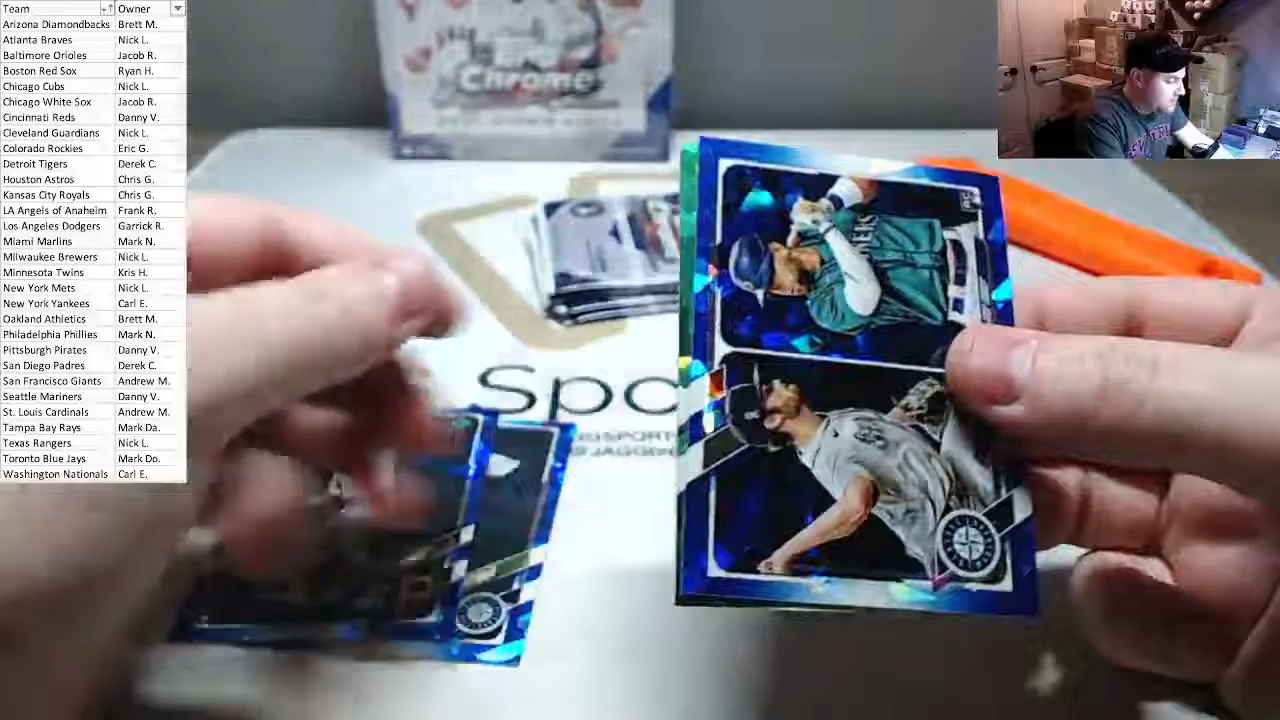 Team Owner
Arizona Diamondbacks Brett M.
Atlanta Braves Nick L.
Baltimore Orioles Jacob R.
Boston Red Sox Ryan H.
Chicago Cubs Nick L.
Chicago White Sox Jacob R.
Cincinnati Reds Danny V.
Cleveland Guardians Nick L.
Colorado Rockies Eric G.
Detroit Tigers Derek C.
Houston Astros Chris G.
Kansas City Royals Chris G.
LA Angels of Anaheim Frank R.
Los Angeles Dodgers Garrick F.
Miami Marlins Mark N.
Milwaukee Brewers Nick L.
Minnesota Twins Kris H.
New York Mets Nick L.
New York Yankees Carl E.
Oakland Athletics Brett M.
Philadelphia Phillies Mark N.
Pittsburgh Pirates Danny V.
San Diego Padres Derek C.
San Francisco Giants Andrew M.
Seattle Mariners Danny V.
St. Louis Cardinals Andrew M.
Tampa Bay Rays Mark Da.
Texas Rangers Nick L.
Toronto Blue Jays Mark Do.
Washington Nationals Carl E.
Chrome
RC
Spo